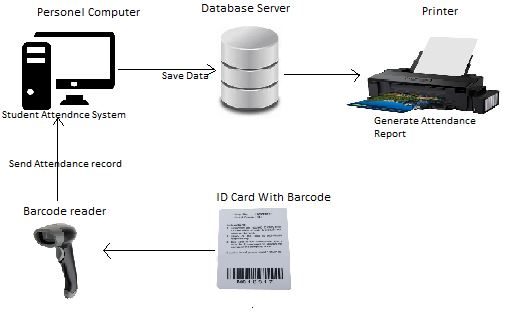 Personel Computer
Database Server
Printer
Save Data
Student Attendnce System
Generate Attendance
Report
Send Attendance record
ID Card With Barcode
Barcode reader